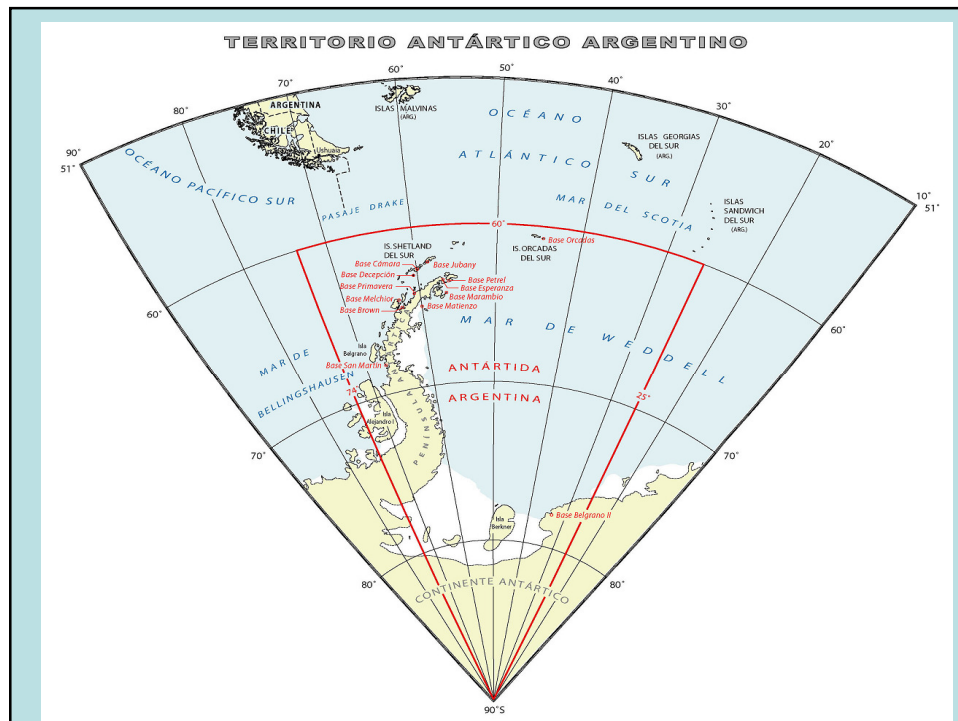 TERRITORIO ANTÁRTICO ARGENTINO
90°
51°
80°
70°
60°
50°
40°
30°
20°
10°
51°
ARGENTINA
CHILE
Ushuaia
ISLAS MALVINAS
(ARG.)
OCÉANO
ATLÁNTICO
SUR
ISLAS GEORGIAS
DEL SUR
(ARG.)
OCÉANO PACÍFICO SUR
PASAJE DRAKE
MAR DEL SCOTIA
ISLAS
SANDWICH
DEL SUR
(ARG.)
60°
IS. SHETLAND
DEL SUR
IS. ORCADAS
DEL SUR
Base Orcadas
Base Cámara
Base Jubany
Base Decepción
Base Petrel
Base Primavera
Base Esperanza
Base Melchior
Base Marambio
Base Brown
Base Matienzo
60°
60°
MAR DE WEDDELL
MAR DE
BELLINGSHAUSEN
Isla
Belgrano
Base San Martín
ANTÁRTIDA
ARGENTINA
74°
25°
Isla
Alejandro I
PENÍNSULA ANTÁRTICA
70°
70°
Base Belgrano II
Isla
Berkner
80°
80°
CONTINENTE ANTÁRTICO
90°S